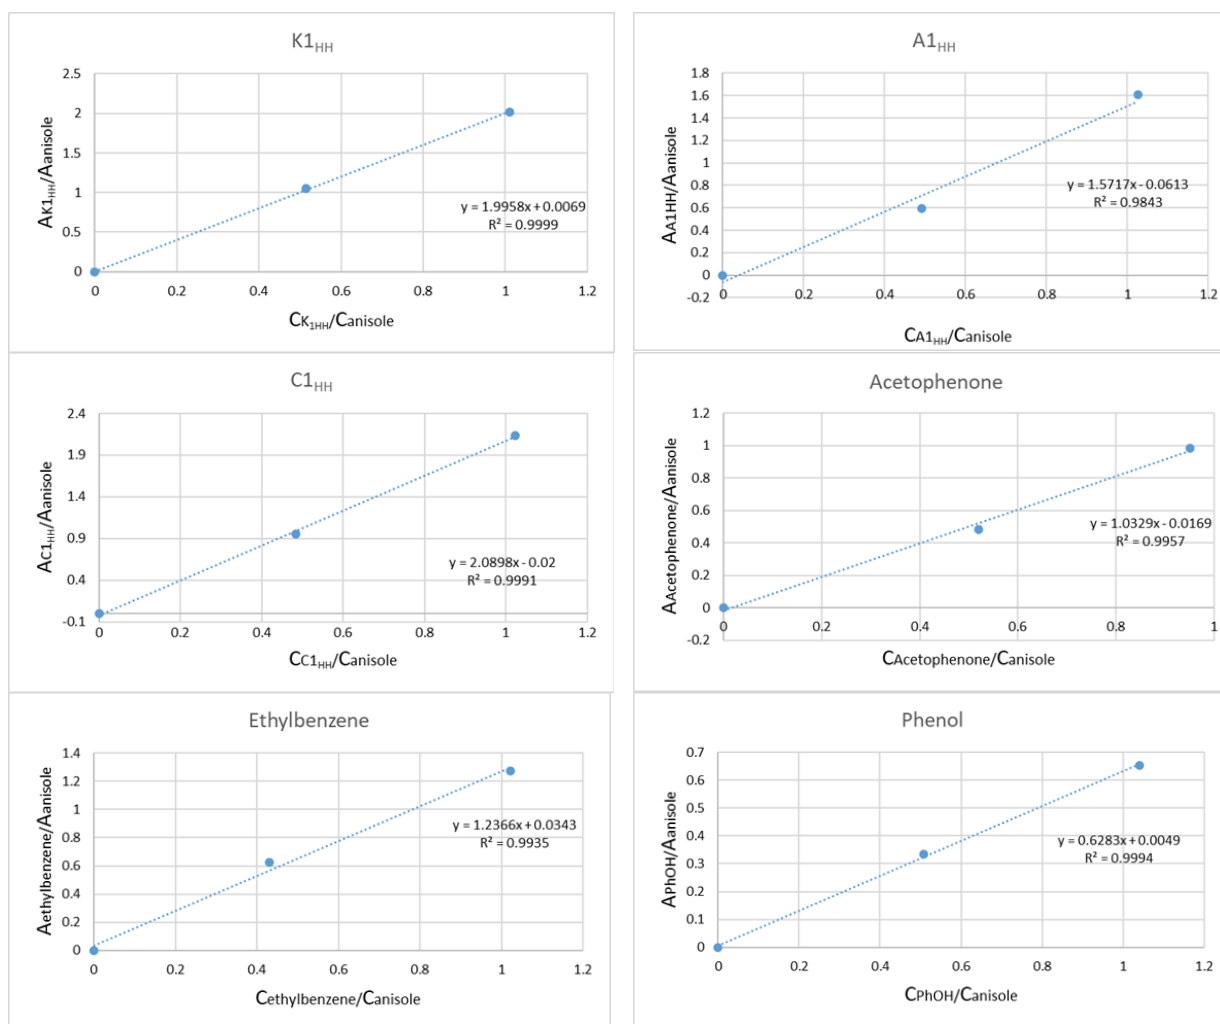 K1HH
2.5
2
1.5
1
0.5
0
0 0.2 0.4 0.6 0.8 1 1.2
AK1HH/Aanisole
y = 1.9958x + 0.0069
R² = 0.9999
CK1HH/Canisole
A1HH
1.8
1.6
1.4
1.2
1
0.8
0.6
0.4
0.2
0
-0.2
0 0.2 0.4 0.6 0.8 1 1.2
AA1HH/Aanisole
y = 1.5717x - 0.0613
R² = 0.9843
CA1HH/Canisole
C1HH
2.4
1.9
1.4
0.9
0.4
-0.1
0 0.2 0.4 0.6 0.8 1 1.2
AC1HH/Aanisole
y = 2.0898x - 0.02
R² = 0.9991
CC1HH/Canisole
Acetophenone
1.2
1
0.8
0.6
0.4
0.2
0
-0.2
0 0.2 0.4 0.6 0.8 1
AAcetophenone/Aanisole
y = 1.0329x - 0.0169
R² = 0.9957
CAcetophenone/Canisole
Ethylbenzene
1.4
1.2
1
0.8
0.6
0.4
0.2
0
0 0.2 0.4 0.6 0.8 1 1.2
Aethylbenzene/Aanisole
y = 1.2366x + 0.0343
R² = 0.9935
Cethylbenzene/Canisole
Phenol
0.7
0.6
0.5
0.4
0.3
0.2
0.1
0
0 0.2 0.4 0.6 0.8 1 1.2
APhOH/Aanisole
y = 0.6283x + 0.0049
R² = 0.9994
CPhOH/Canisole